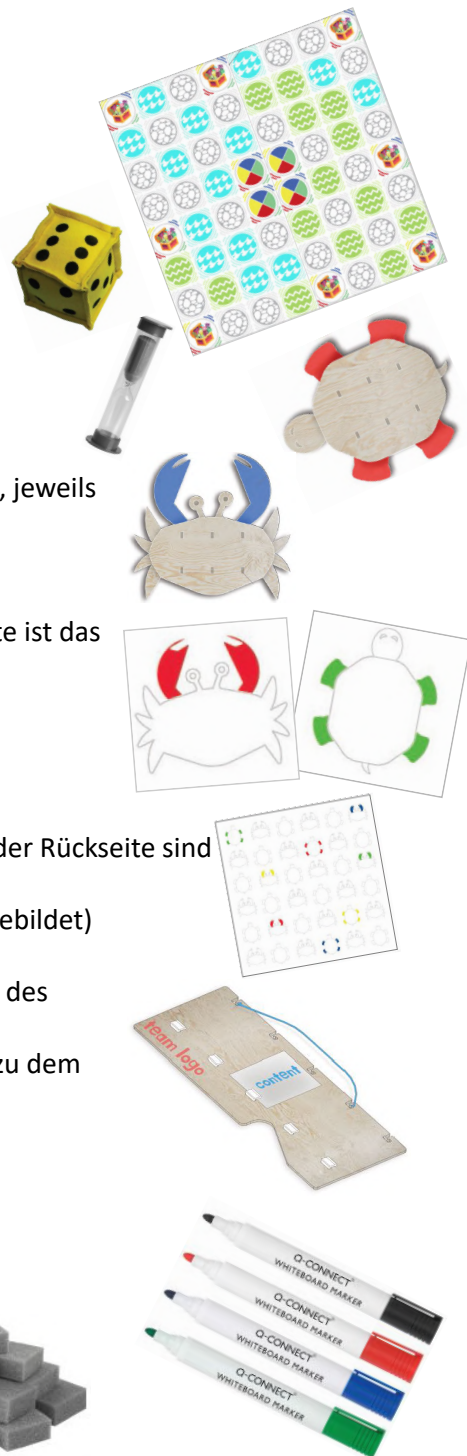 , jeweils
te ist das
der Rückseite sind
ebildet)
des
zu dem
team logo
content
Q-CONNECT®
WHITEBOARD MARKER
Q-CONNECT®
WHITEBOARD MARKER
Q-CONNECT®
WHITEBOARD MARKER
Q-CONNECT®
WHITEBOARD MARKER